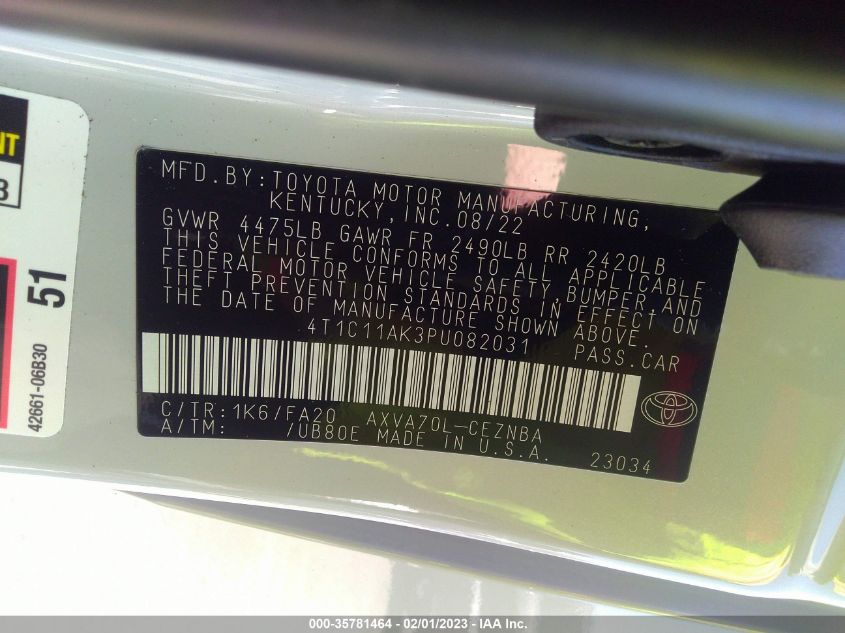 NT
3
51
42661-06B30
MFD.BY:TOYOTA MOTOR MANUFACTURING,
KENTUCKY,INC.08/22
GVWR 4475LB GAWR FR 2490LB RR 2420LB
THIS VEHICLE CONFORMS TO ALL APPLICABLE
FEDERAL MOTOR VEHICLE SAFETY,BUMPER,AND
THEFT PREVENTION STANDARDS IN EFFECT ON
THE DATE OF MANUFACTURE SHOWN ABOVE.
4T1C11AK3PU082031 PASS.CAR
C/TR:1K6/FA20 AXVA70L-CEZNBA
A/TM: /UB80E MADE IN U.S.A. 23034
000-35781464 - 02/01/2023 - IAA Inc.